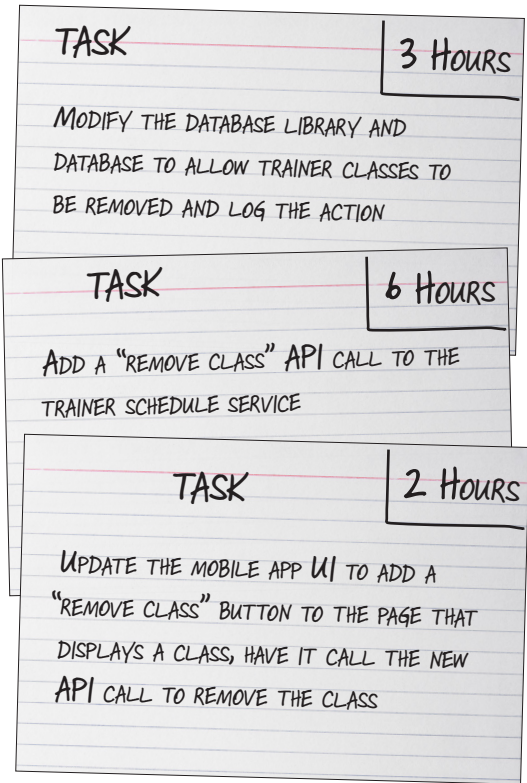 TASK
3 HOURS
MODIFY THE DATABASE LIBRARY AND
DATABASE TO ALLOW TRAINER CLASSES TO
BE REMOVED AND LOG THE ACTION
TASK
6 HOURS
ADD A “REMOVE CLASS” API CALL TO THE
TRAINER SCHEDULE SERVICE
TASK
2 HOURS
UPDATE THE MOBILE APP UI TO ADD A
“REMOVE CLASS” BUTTON TO THE PAGE THAT
DISPLAYS A CLASS, HAVE IT CALL THE NEW
API CALL TO REMOVE THE CLASS